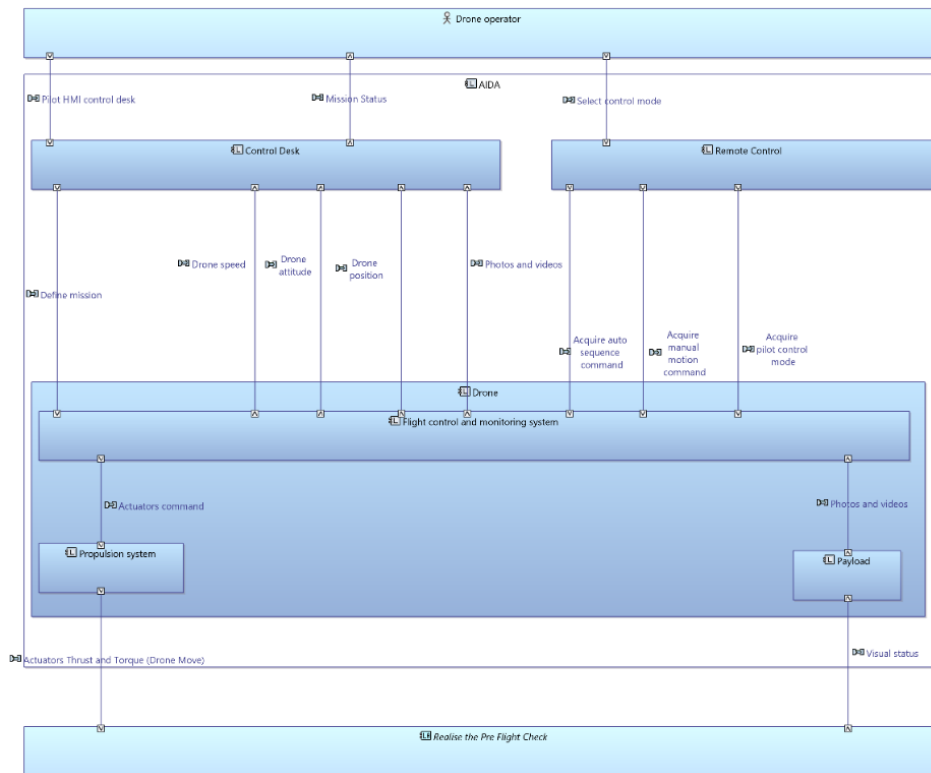 Drone operator
AIDA
Pilot HMI control desk
Mission Status
Select control mode
Control Desk
Remote Control
Drone speed
Drone
attitude
Drone
position
Photos and videos
Define mission
Acquire auto
sequence
command
Acquire
manual
motion
command
Acquire
pilot control
mode
Drone
Flight control and monitoring system
Actuators command
Photos and videos
Propulsion system
Payload
Actuators Thrust and Torque (Drone Move)
Visual status
Realise the Pre Flight Check